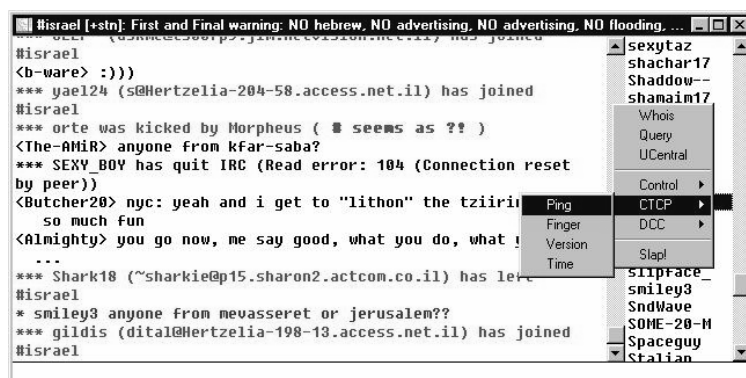 #israel [+stn]: First and Final warning: NO hebrew, NO advertising, NO advertising, NO flooding, ...
has joined
#israel
<b-ware> :)))
*** yael24 (s@Hertzelia-204-58.access.net.il) has joined
#israel
*** orte was kicked by Morpheus ( # seems as ?! )
<The-AMiR> anyone from kfar-saba?
*** SEXY_BOY has quit IRC (Read error: 104 (Connection reset
by peer))
<Butcher20> nyc: yeah and i get to "lithon" the
so much fun
<Almighty> you go now, me say good, what you do, what
...
*** Shark18 (~sharkie@p15.sharon2.actcom.co.il) has left
#israel
* smiley3 anyone from mevasseret or jerusalem??
*** gildis (dital@Hertzelia-198-13.access.net.il) has joined
#israel
sexytaz
shachar17
Shaddow--
shamaim17
Whois
Query
UCentral
Control
CTCP
DCC
Slap!
Ping
Finger
Version
Time
slipface_
smiley3
SndWave
SOME-20-M
Spaceguy
Stalian